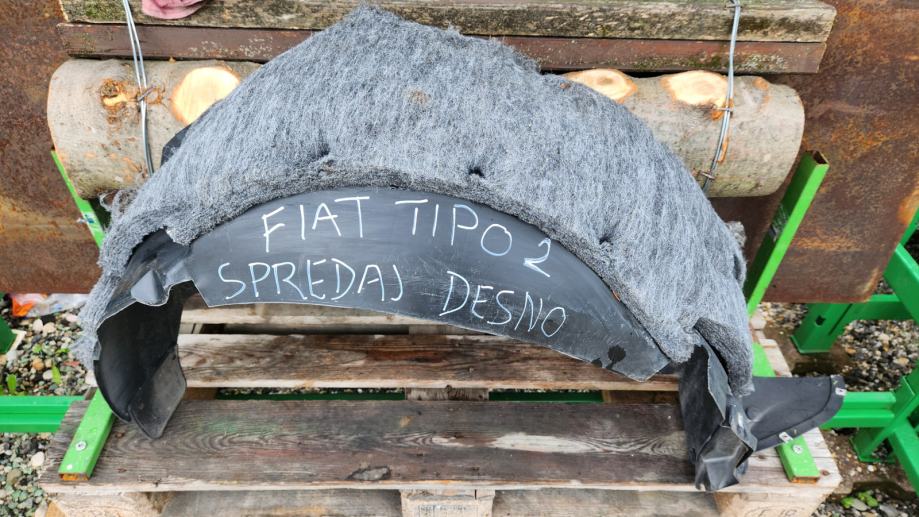 FIAT TIPO 2
SPREDAJ DESNO